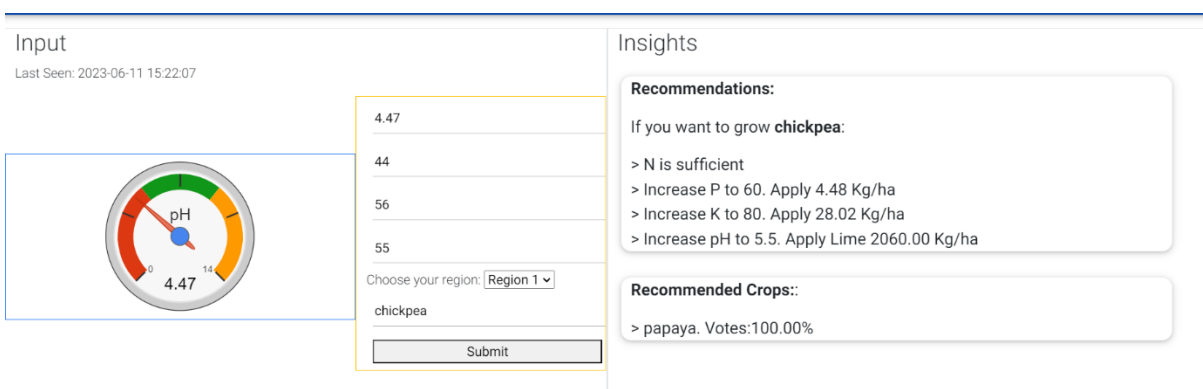 Input
Last Seen: 2023-06-11 15:22:07
pH
0
14
4.47
4.47
44
56
55
Choose your region: Region 1
chickpea
Submit
Insights
Recommendations:
If you want to grow chickpea:
> N is sufficient
> Increase P to 60. Apply 4.48 Kg/ha
> Increase K to 80. Apply 28.02 Kg/ha
> Increase pH to 5.5. Apply Lime 2060.00 Kg/ha
Recommended Crops::
> papaya. Votes:100.00%